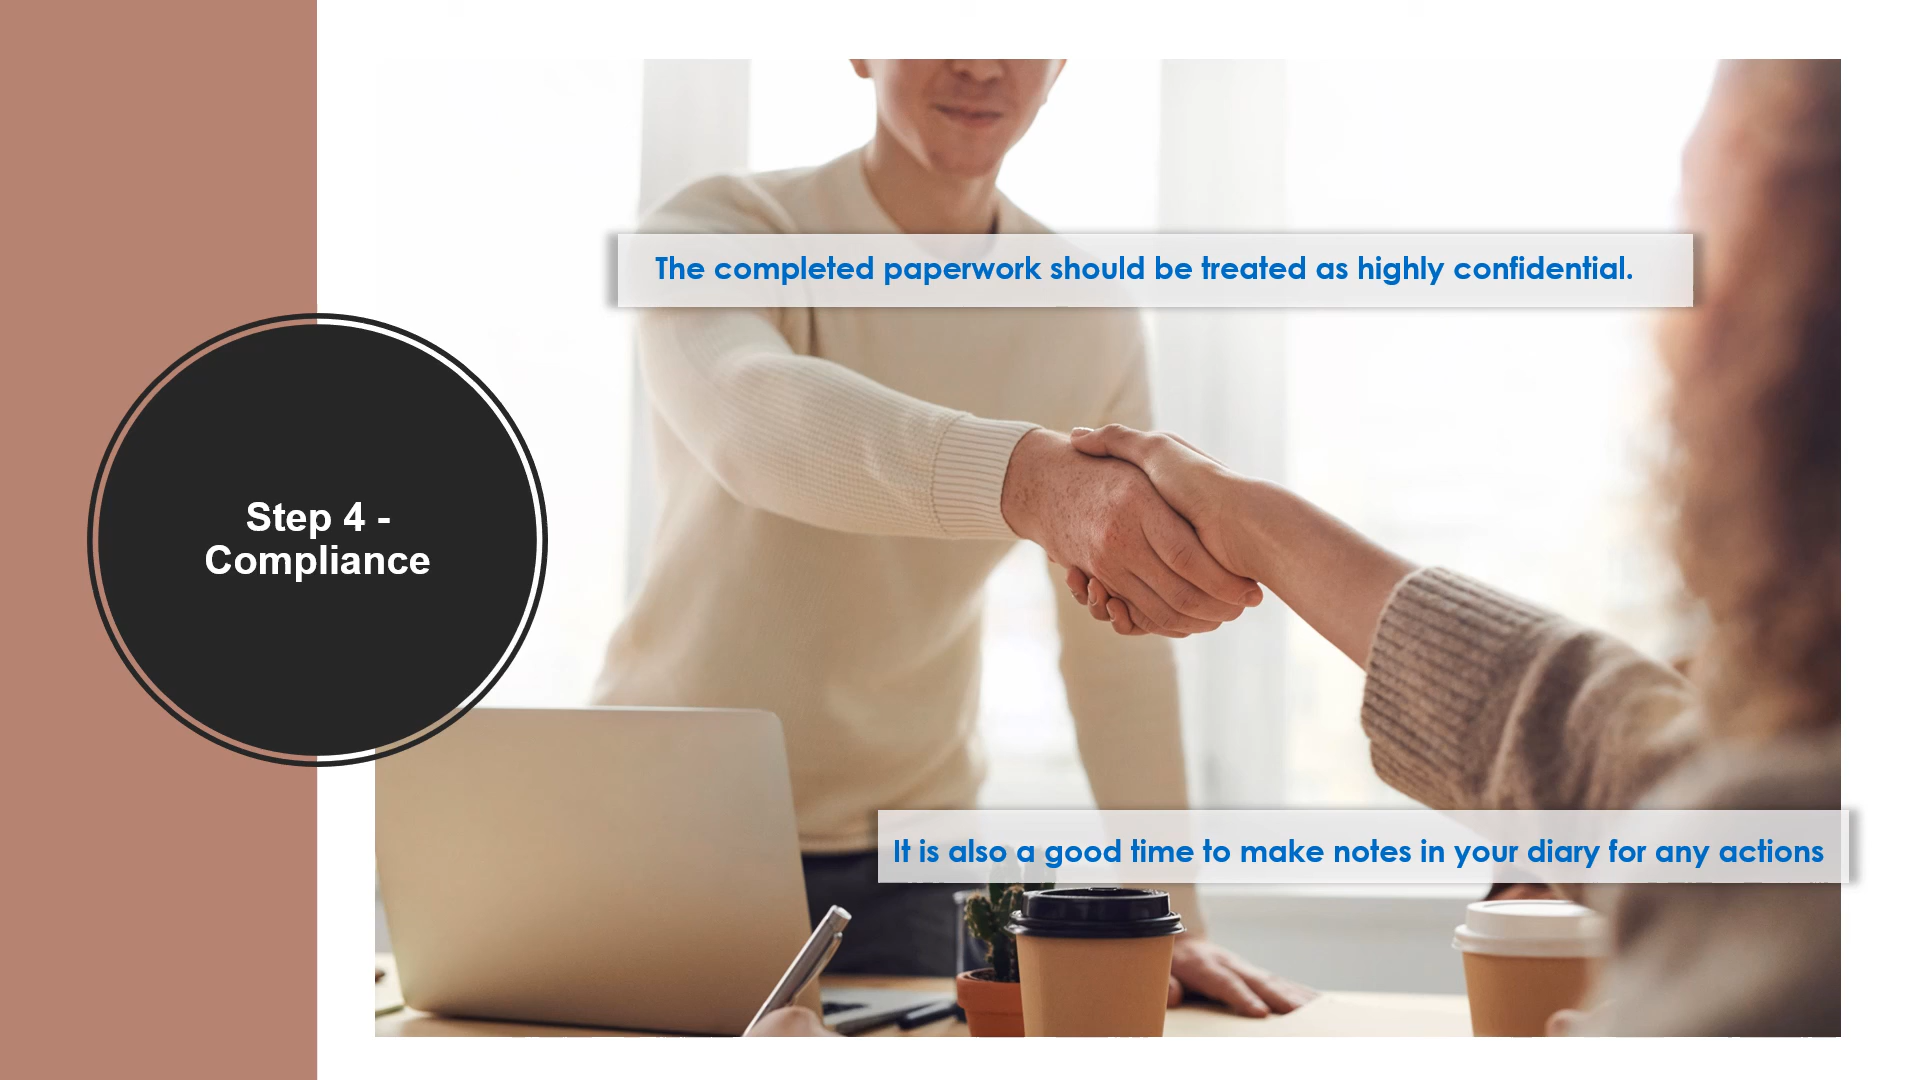 Step 4 -
Compliance
The completed paperwork should be treated as highly confidential.
It is also a good time to make notes in your diary for any actions